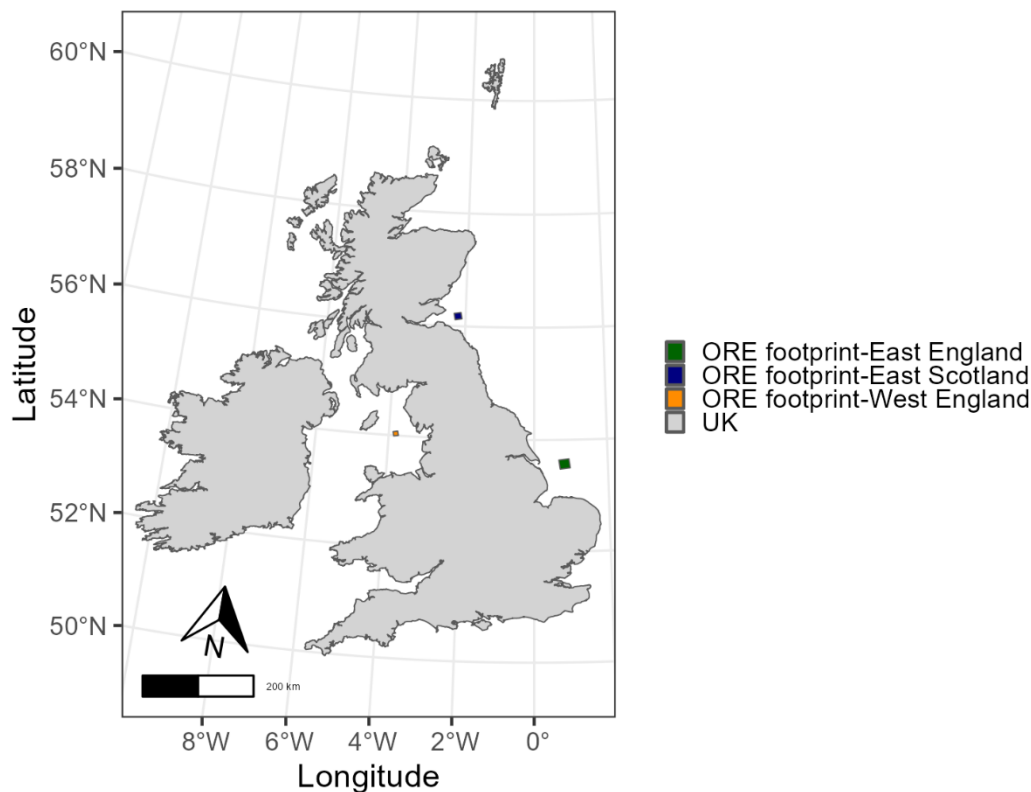 60°N
58°N
56°N
54°N
52°N
50°N
Latitude
N
200 km
8°W 6°W 4°W 2°W 0°
Longitude
ORE footprint-East England
ORE footprint-East Scotland
ORE footprint-West England
UK